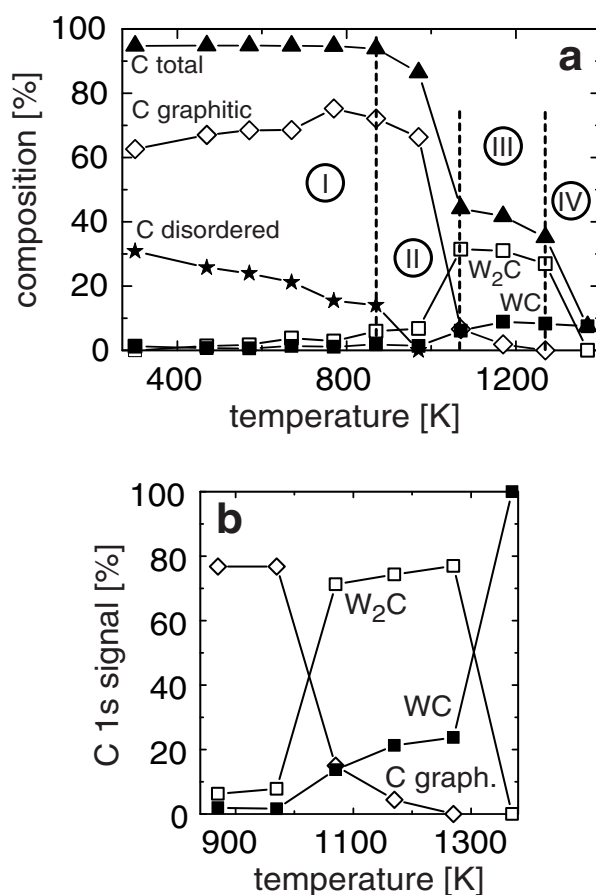 100
80
60
40
20
0
composition [%]
a
C total
C graphitic
C disordered
I
II
III
IV
W2C
WC
400
800
1200
temperature [K]
b
100
80
60
40
20
0
C 1s signal [%]
W2C
WC
C graph.
900
1100
1300
temperature [K]